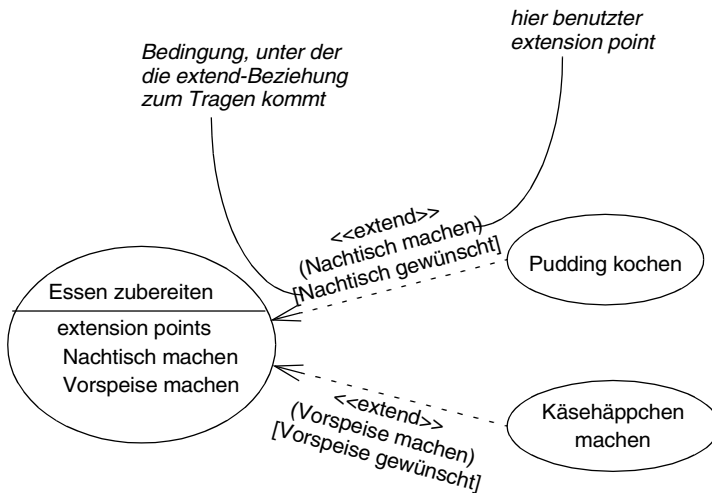 hier benutzter
extension point
Bedingung, unter der
die extend-Beziehung
zum Tragen kommt
<<extend>>
(Nachtisch machen)
[Nachtisch gewünscht]
Pudding kochen
Essen zubereiten
extension points
Nachtisch machen
Vorspeise machen
<<extend>>
(Vorspeise machen)
[Vorspeise gewünscht]
Käsehäppchen
machen